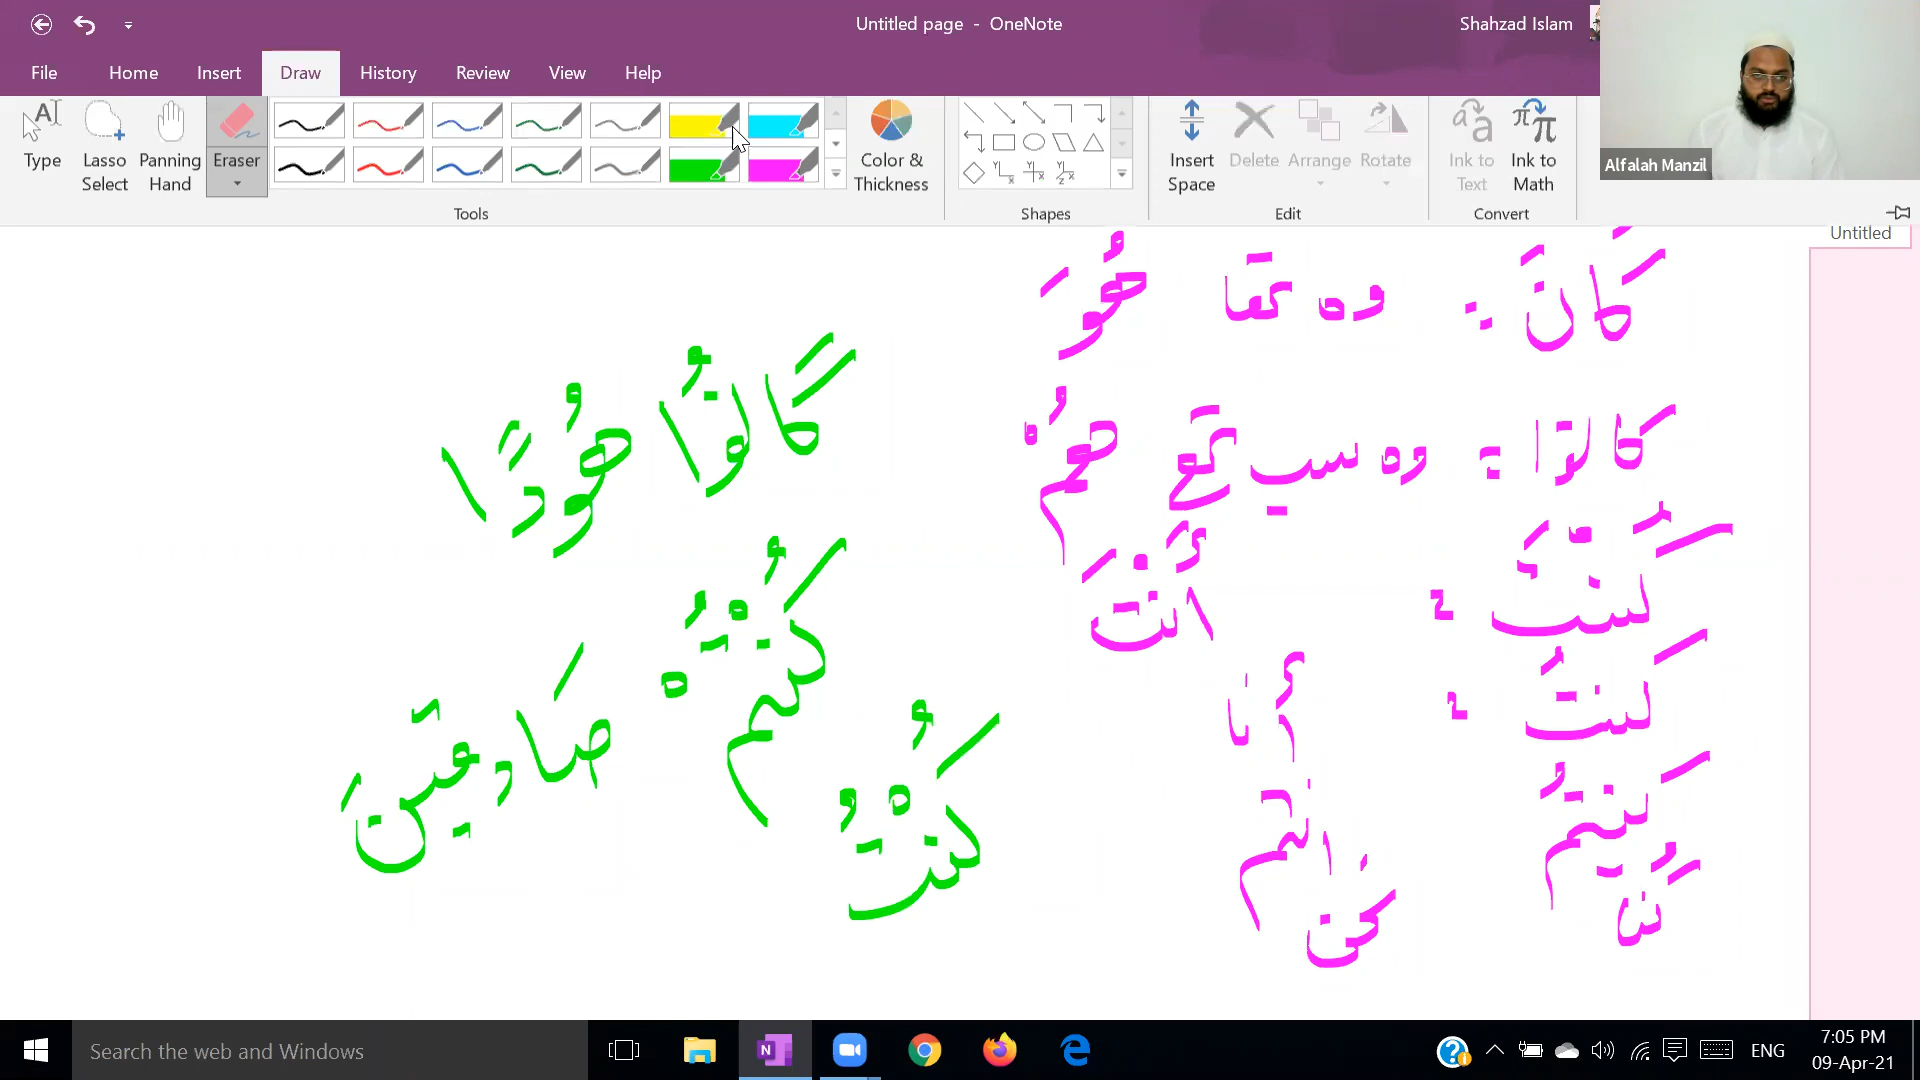 Untitled page - OneNote
Shahzad Islam
File Home Insert Draw History Review View Help
Type
Lasso Select
Panning Hand
Eraser
Color & Thickness
Insert Space
Delete
Arrange
Rotate
Ink to Text
Ink to Math
Tools
Shapes
Edit
Convert
Alfalah Manzil
Untitled
كَانَ : وہ تھا هُوَ
كَانُوْا : وہ سب تھے هُمْ
كُنْتَ : أَنْتَ
كُنْتُ : أَنَا
كُنْتُمْ انتم
كُنَّا نحن
كَانُوْا هُوْدًا
كُنْتُمْ صَادِقِيْنَ
كُنْتُ
Search the web and Windows
ENG
7:05 PM
09-Apr-21